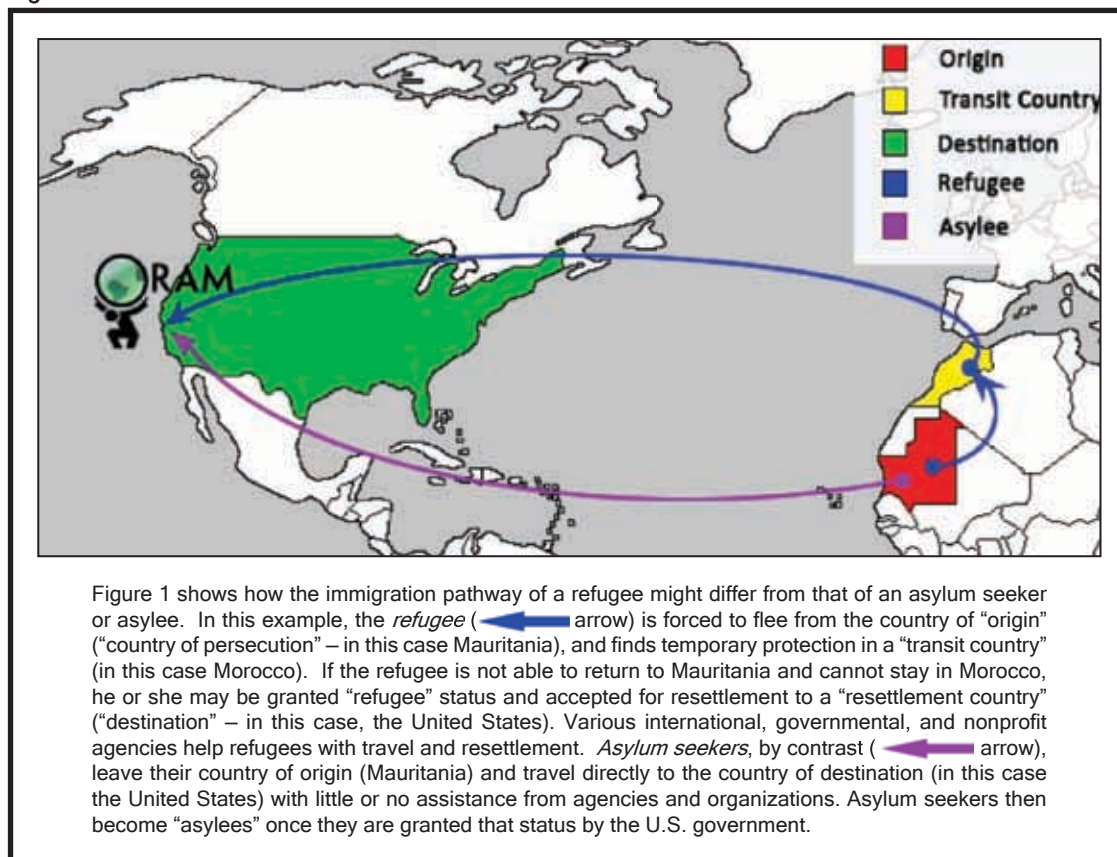 Origin
Transit Country
Destination
Refugee
Asylee
ORAM
Figure 1 shows how the immigration pathway of a refugee might differ from that of an asylum seeker
or asylee. In this example, the refugee ( arrow) is forced to flee from the country of “origin”
(“country of persecution” – in this case Mauritania), and finds temporary protection in a “transit country”
(in this case Morocco). If the refugee is not able to return to Mauritania and cannot stay in Morocco,
he or she may be granted “refugee” status and accepted for resettlement to a “resettlement country”
(“destination” – in this case, the United States). Various international, governmental, and nonprofit
agencies help refugees with travel and resettlement. Asylum seekers, by contrast ( arrow),
leave their country of origin (Mauritania) and travel directly to the country of destination (in this case
the United States) with little or no assistance from agencies and organizations. Asylum seekers then
become “asylees” once they are granted that status by the U.S. government.